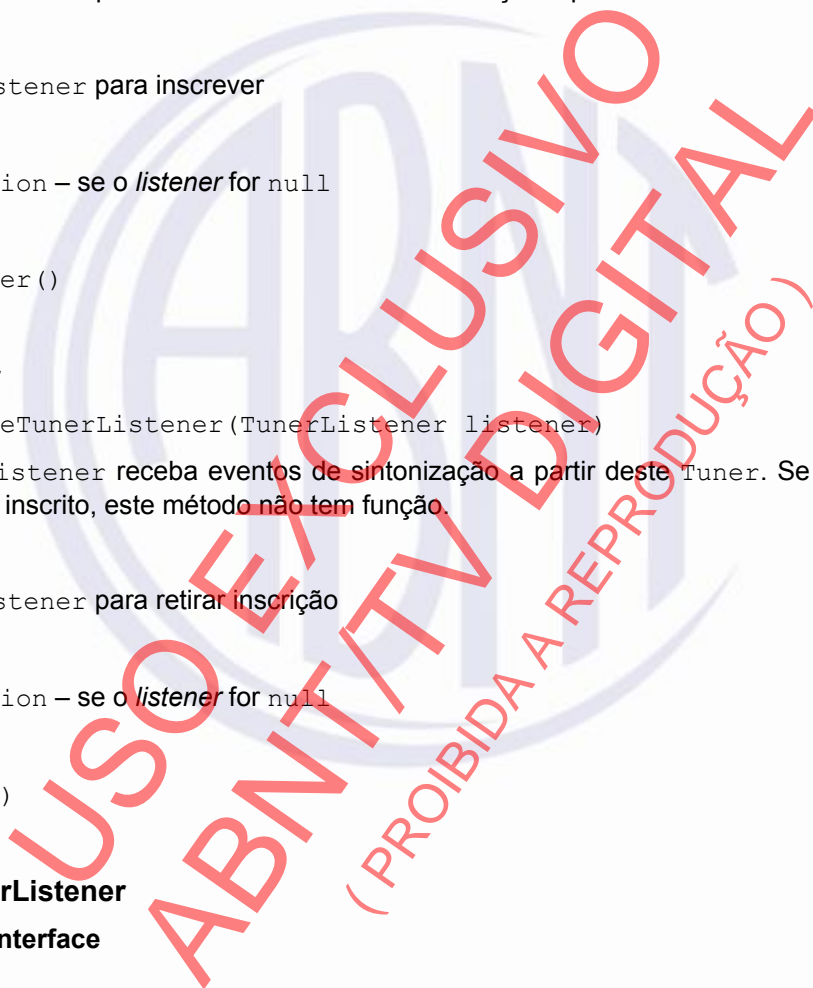 stener para inscrever
ion – se o listener for null
er()
eTunerListener(TunerListener listener)
istener receba eventos de sintonização a partir deste Tuner. Se
inscrito, este método não tem função.
stener para retirar inscrição
ion – se o listener for null
)
rListener
nterface
ABNT
USO EXCLUSIVO
ABNT/TV DIGITAL
( PROIBIDA A REPRODUÇÃO )